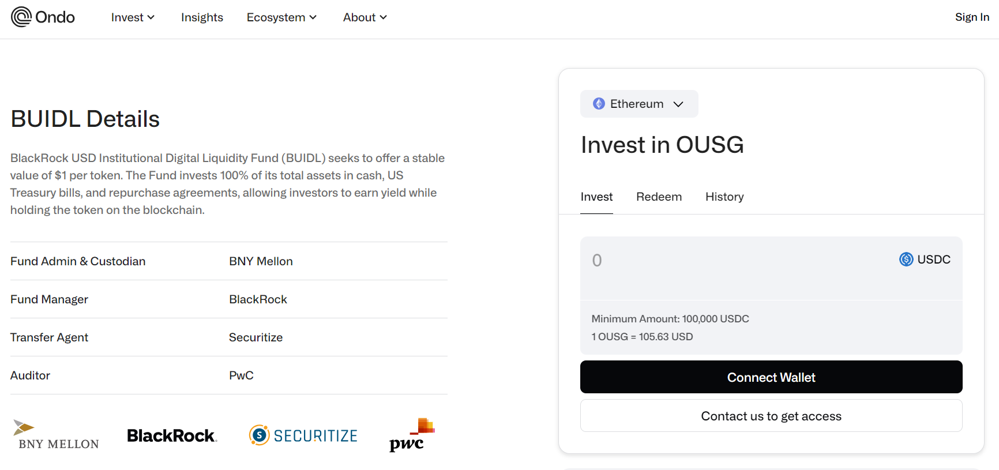 Ondo
Invest
Insights
Ecosystem
About
Sign In
BUIDL Details
BlackRock USD Institutional Digital Liquidity Fund (BUIDL) seeks to offer a stable
value of $1 per token. The Fund invests 100% of its total assets in cash, US
Treasury bills, and repurchase agreements, allowing investors to earn yield while
holding the token on the blockchain.
Fund Admin & Custodian BNY Mellon
Fund Manager BlackRock
Transfer Agent Securitize
Auditor PwC
BNY MELLON
BlackRock.
S SECURITIZE
pwc
Ethereum
Invest in OUSG
Invest Redeem History
0 USDC
Minimum Amount: 100,000 USDC
1 OUSG = 105.63 USD
Connect Wallet
Contact us to get access